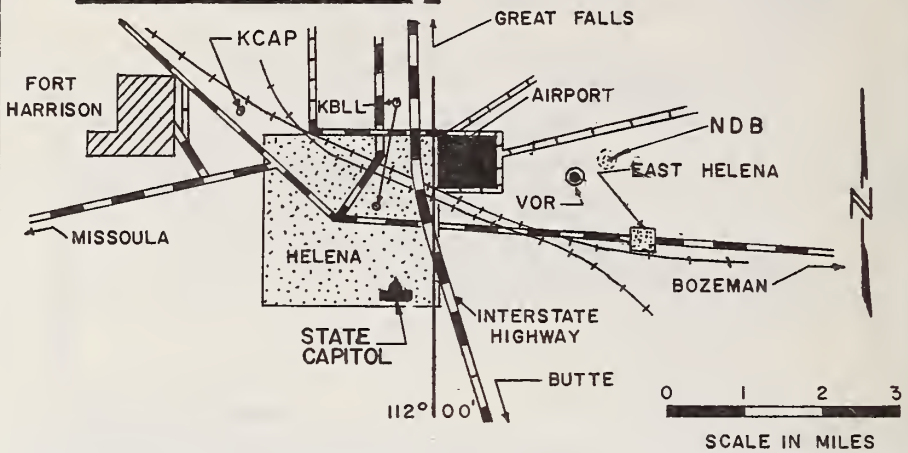 GREAT FALLS
KCAP
FORT
HARRISON
KBLL
AIRPORT
NDB
EAST HELENA
VOR
N
MISSOULA
HELENA
BOZEMAN
STATE
CAPITOL
INTERSTATE
HIGHWAY
BUTTE
112° 00'
0 1 2 3
SCALE IN MILES